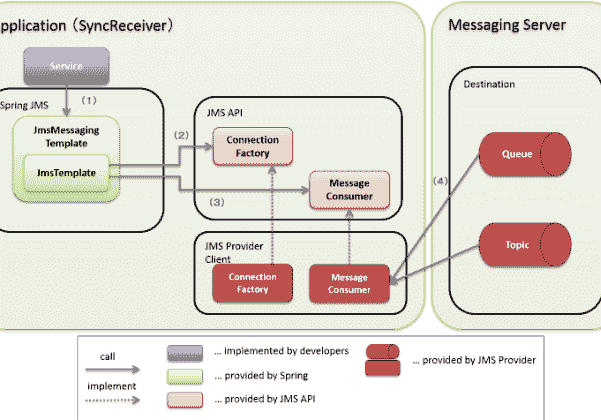 pplication (SyncReceiver)
Messaging Server
Service
(1)
Spring JMS
JmsMessaging
Template
JmsTemplate
(2)
(3)
JMS API
Connection
Factory
Message
Consumer
JMS Provider
Client
Connection
Factory
Message
Consumer
(4)
Destination
Queue
Topic
call
implement
... implemented by developers
... provided by Spring
... provided by JMS API
... provided by JMS Provider